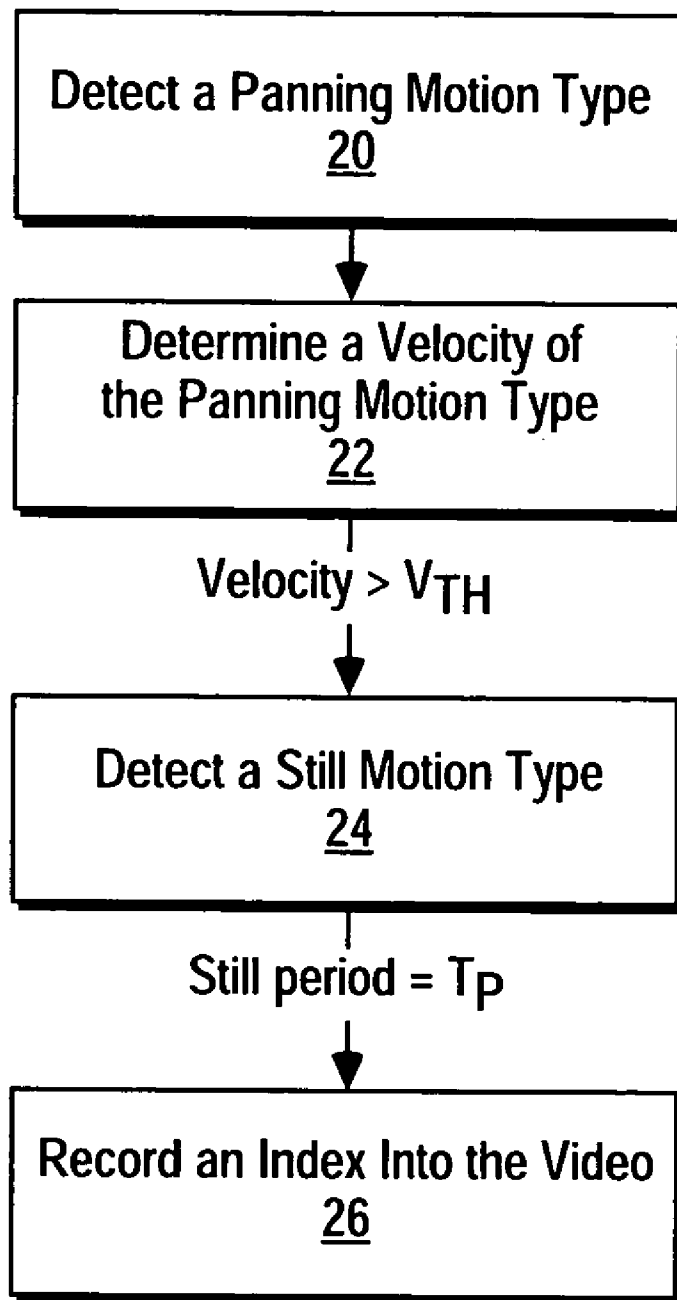 Detect a Panning Motion Type
20
Determine a Velocity of
the Panning Motion Type
22
Velocity > VTH
Detect a Still Motion Type
24
Still period = TP
Record an Index Into the Video
26